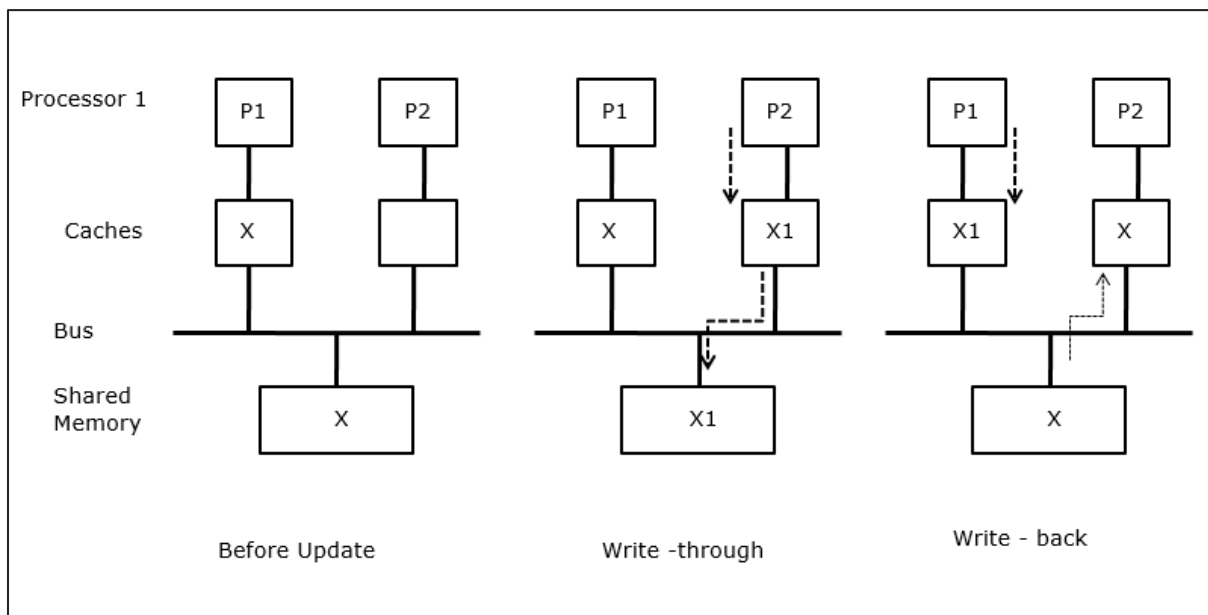 Processor 1
P1
P2
P1
P2
P1
P2
Caches
X
X
X1
X1
X
Bus
Shared
Memory
X
X1
X
Before Update
Write -through
Write - back